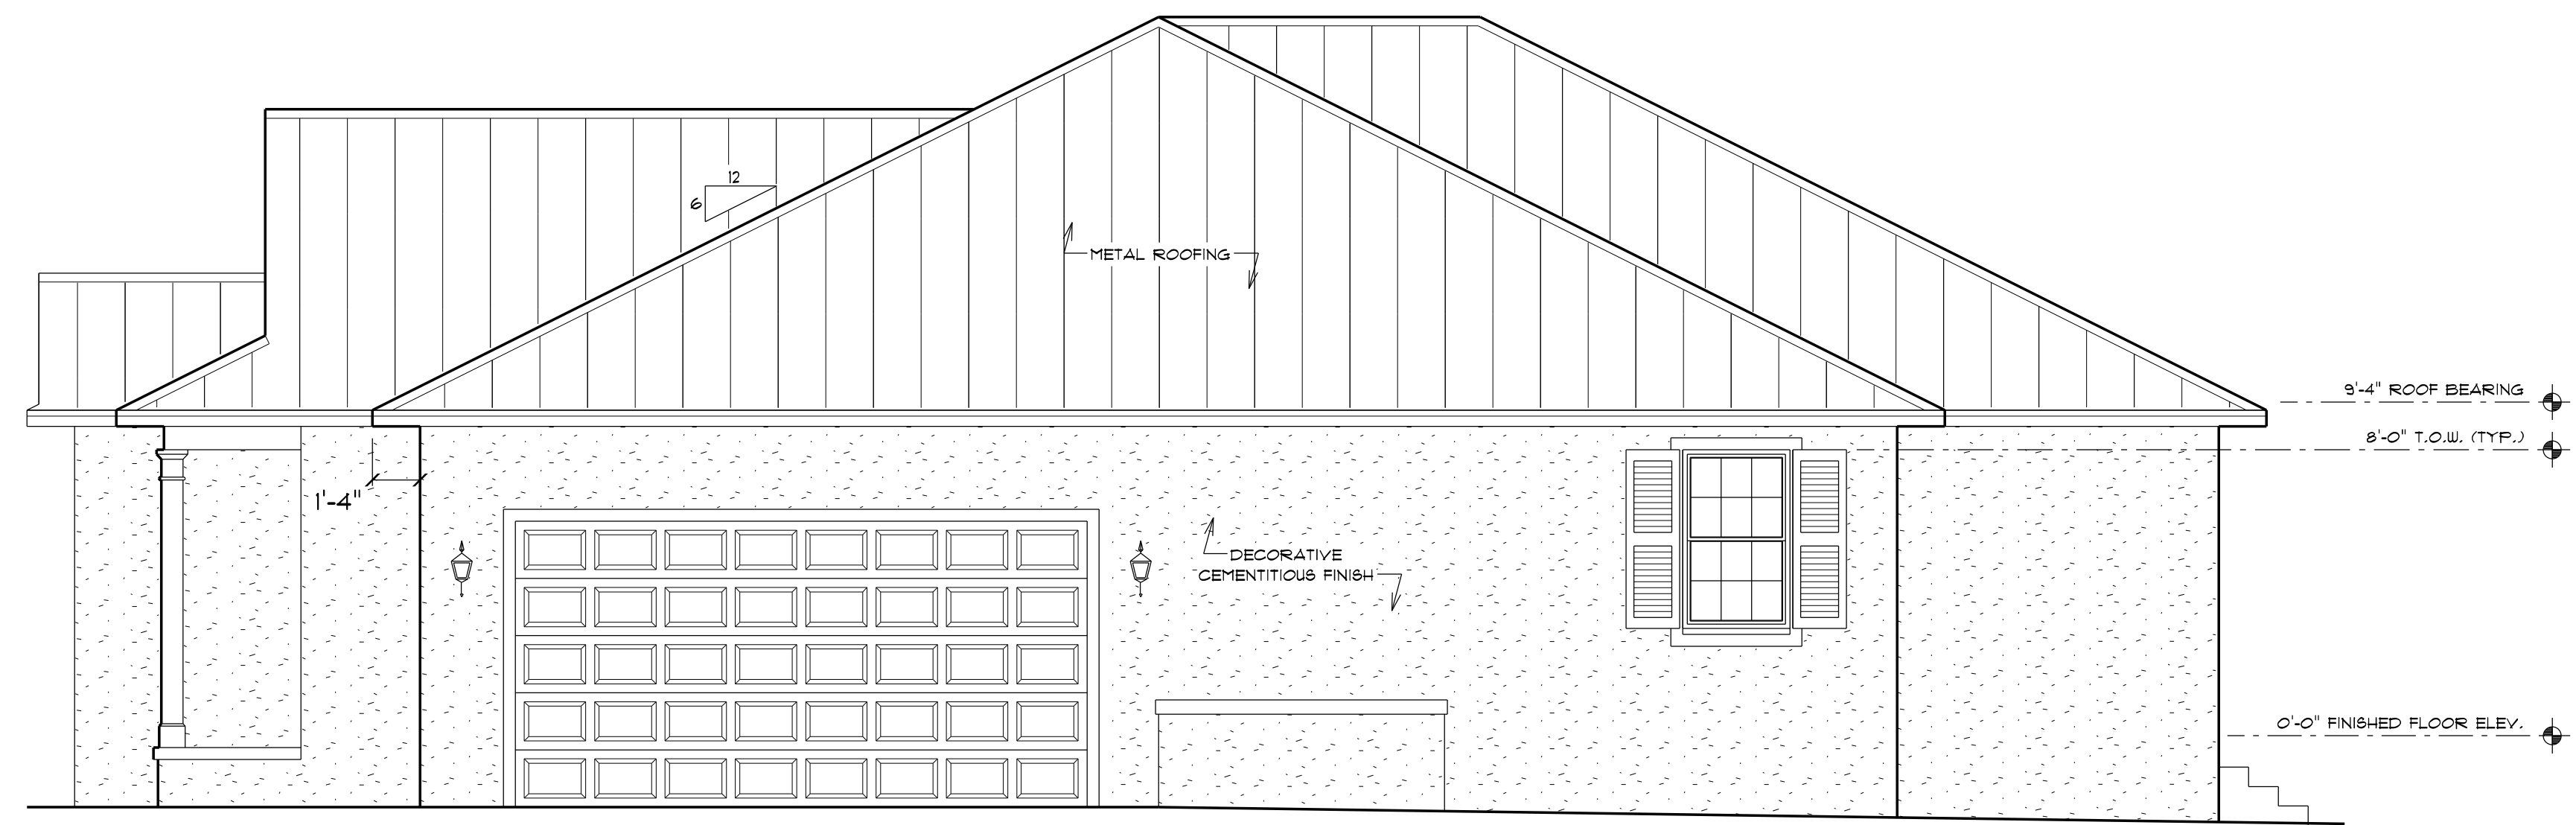 12
6
METAL ROOFING
9'-4" ROOF BEARING
8'-0" T.O.W. (TYP.)
1'-4"
DECORATIVE
CEMENTITIOUS FINISH
0'-0" FINISHED FLOOR ELEV.